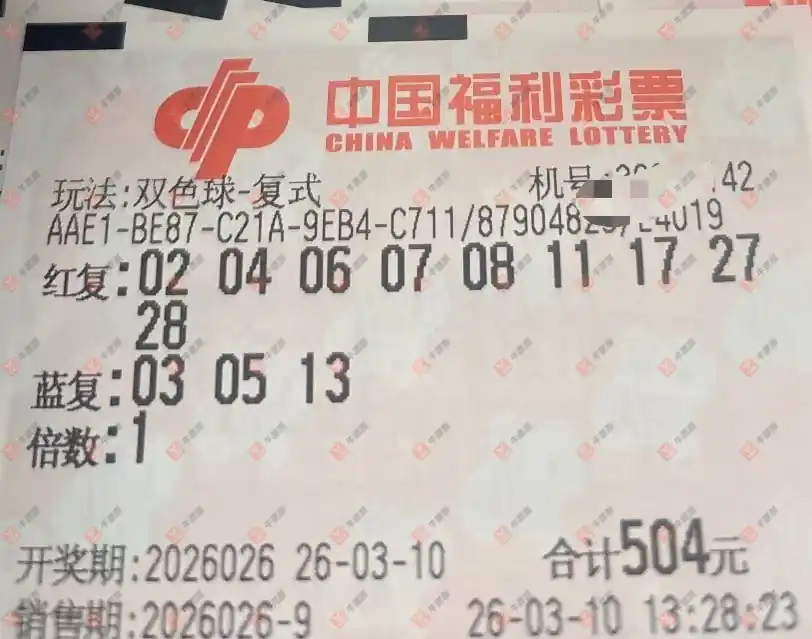 中国福利彩票
CHINA WELFARE LOTTERY
玩法:双色球-复式 机号: 42
AAE1-BE87-C21A-9EB4-C711/879048 4019
红复:02 04 06 07 08 11 17 27
28
蓝复:03 05 13
倍数:1
开奖期:2026026 26-03-10 合计504元
销售期:2026026-9 26-03-10 13:28:23